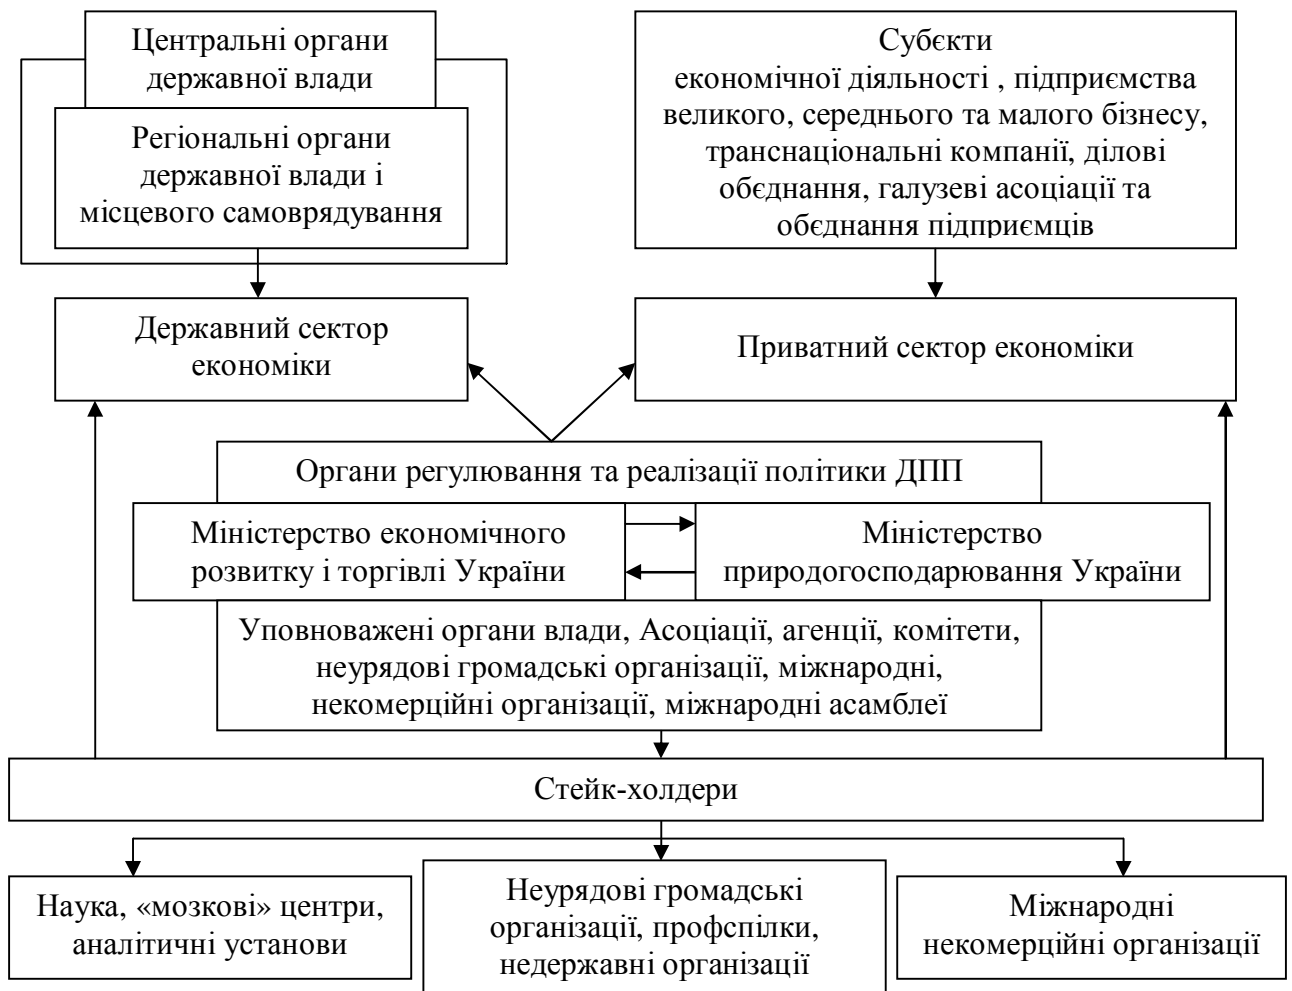 Центральні органи
державної влади
Регіональні органи
державної влади і
місцевого самоврядування
Субєкти
економічної діяльності , підприємства
великого, середнього та малого бізнесу,
транснаціональні компанії, ділові
обєднання, галузеві асоціації та
обєднання підприємців
Державний сектор
економіки
Приватний сектор економіки
Органи регулювання та реалізації політики ДПП
Міністерство економічного
розвитку і торгівлі України
Міністерство
природогосподарювання України
Уповноважені органи влади, Асоціації, агенції, комітети,
неурядові громадські організації, міжнародні,
некомерційні організації, міжнародні асамблеї
Стейк-холдери
Наука, «мозкові» центри,
аналітичні установи
Неурядові громадські
організації, профспілки,
недержавні організації
Міжнародні
некомерційні організації